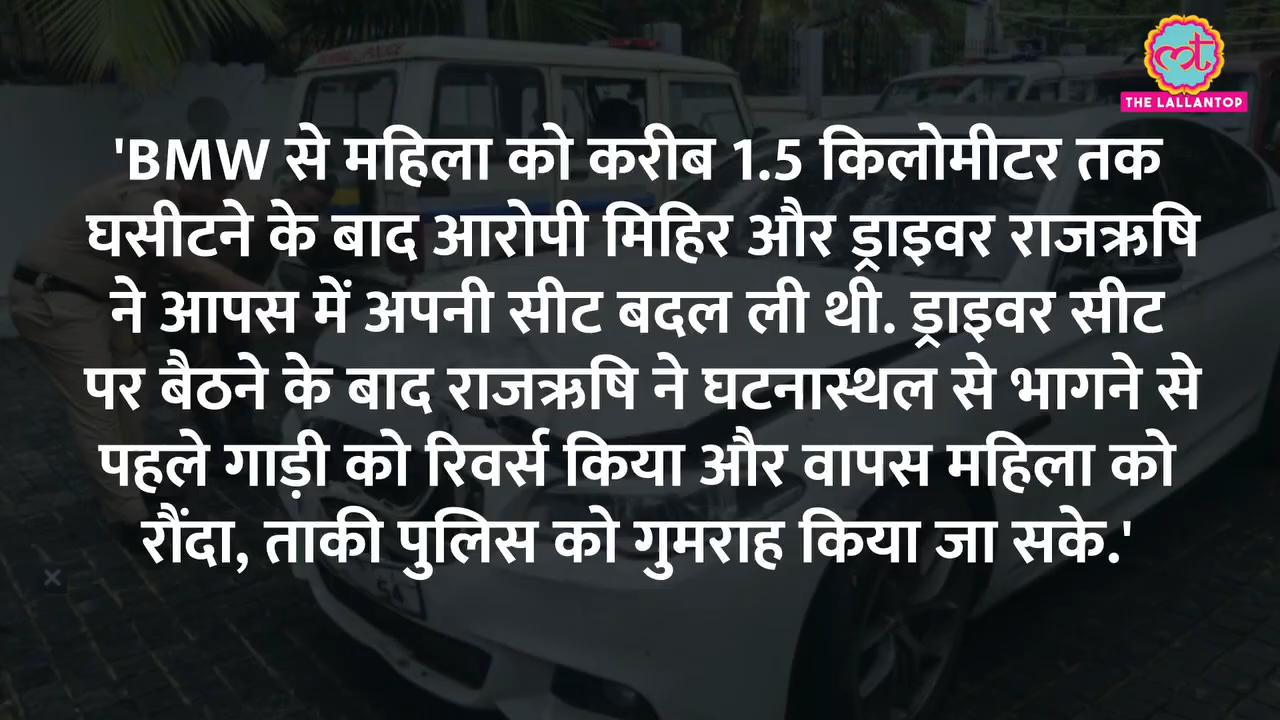 THE LALLANTOP
'BMW से महिला को करीब 1.5 किलोमीटर तक
घसीटने के बाद आरोपी मिहिर और ड्राइवर राजऋषि
ने आपस में अपनी सीट बदल ली थी. ड्राइवर सीट
पर बैठने के बाद राजऋषि ने घटनास्थल से भागने से
पहले गाड़ी को रिवर्स किया और वापस महिला को
रौंदा, ताकी पुलिस को गुमराह किया जा सके.'